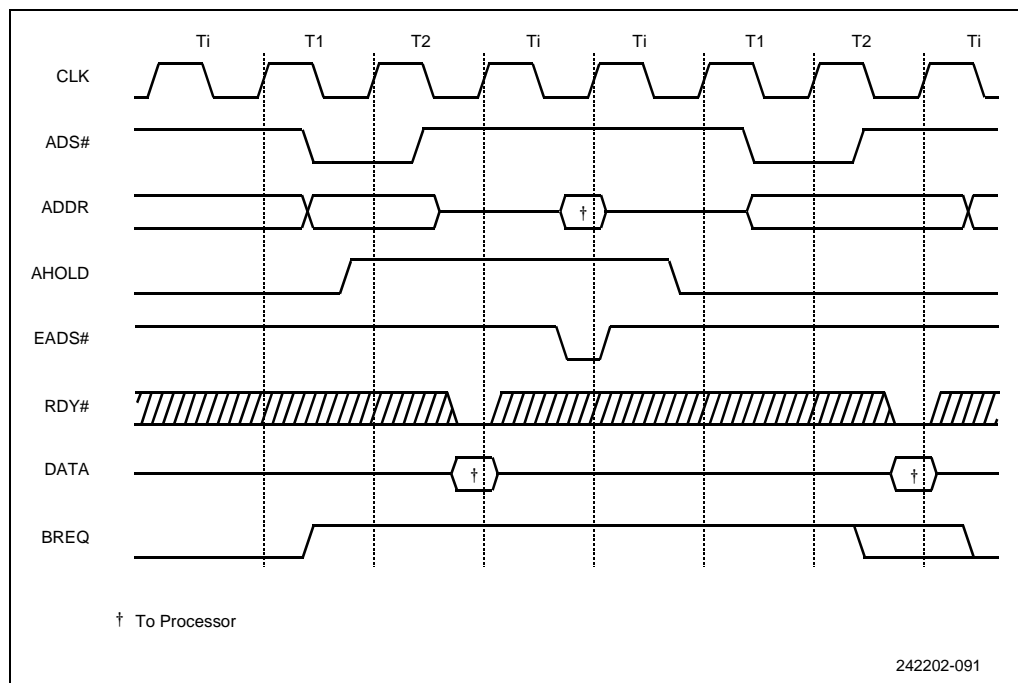 Ti T1 T2 Ti Ti T1 T2 Ti
CLK
ADS#
ADDR †
AHOLD
EADS#
RDY#
DATA † †
BREQ
† To Processor
242202-091